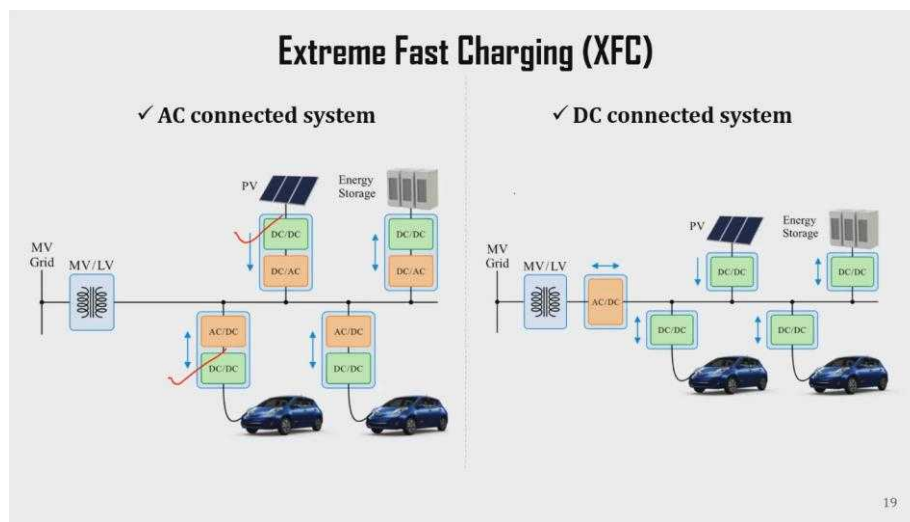 Extreme Fast Charging (XFC)
✓ AC connected system
PV
Energy
Storage
DC/DC
DC/DC
MV
Grid
MV/LV
DC/AC
DC/AC
AC/DC
AC/DC
DC/DC
DC/DC
✓ DC connected system
PV
Energy
Storage
MV
Grid
MV/LV
DC/DC
DC/DC
AC/DC
DC/DC
DC/DC
19